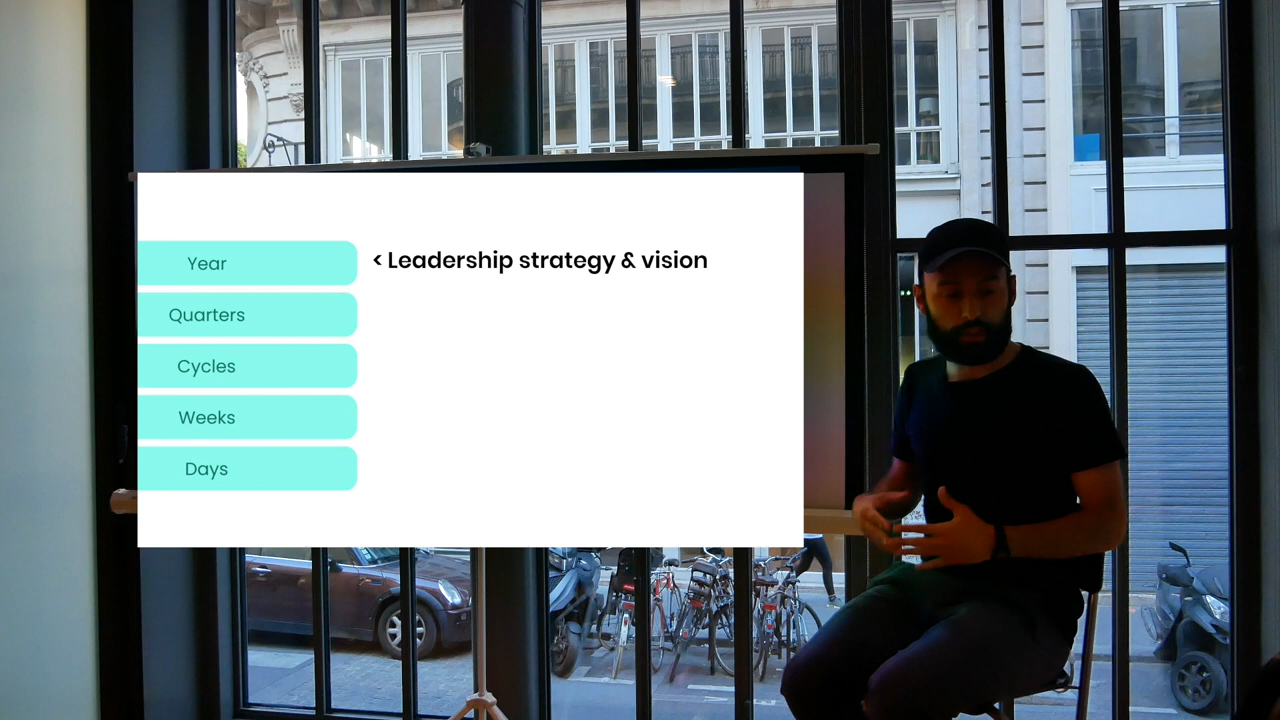 Year
< Leadership strategy & vision
Quarters
Cycles
Weeks
Days